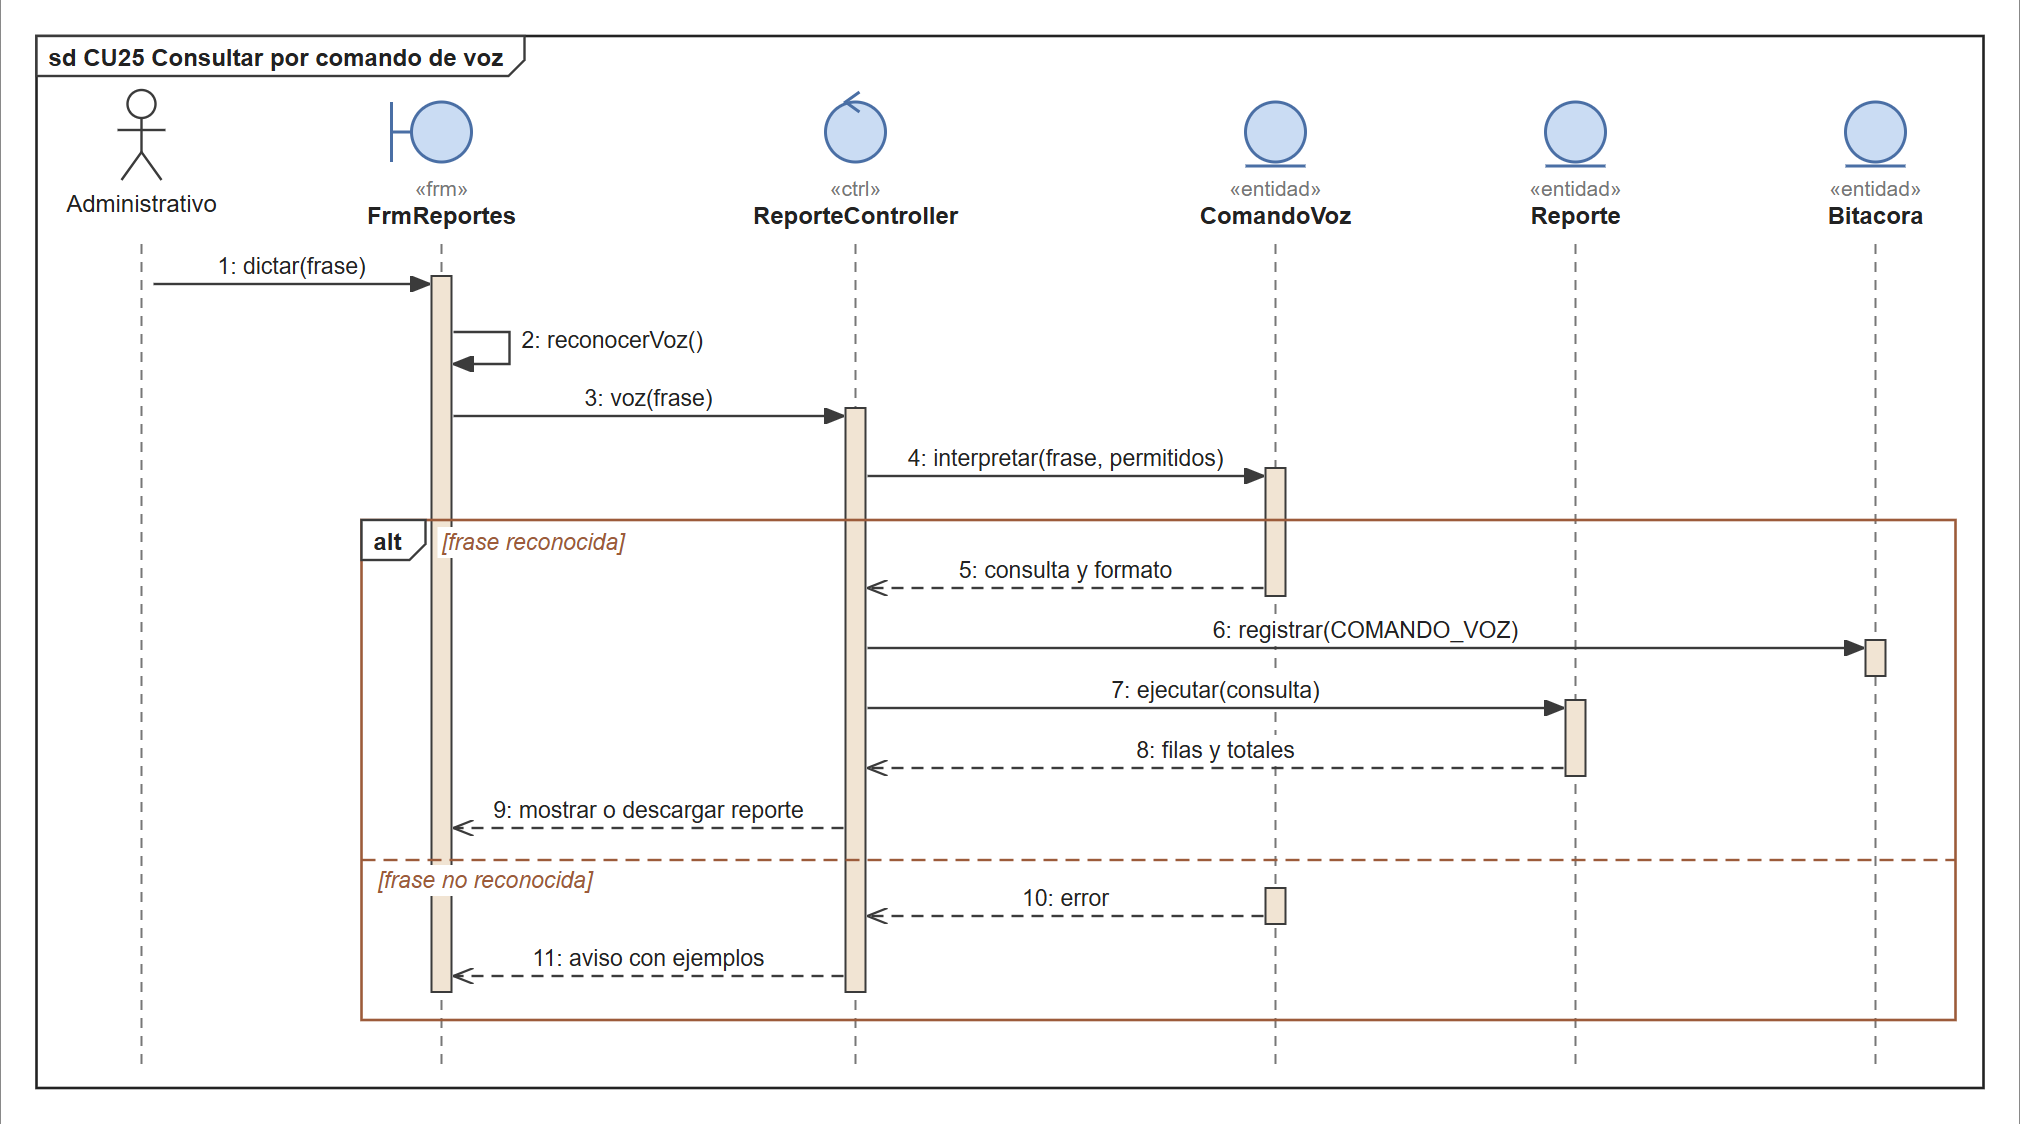 sd CU25 Consultar por comando de voz
Administrativo
«frm»
FrmReportes
«ctrl»
ReporteController
«entidad»
ComandoVoz
«entidad»
Reporte
«entidad»
Bitacora
1: dictar(frase)
2: reconocerVoz()
3: voz(frase)
4: interpretar(frase, permitidos)
alt
[frase reconocida]
5: consulta y formato
6: registrar(COMANDO_VOZ)
7: ejecutar(consulta)
8: filas y totales
9: mostrar o descargar reporte
[frase no reconocida]
10: error
11: aviso con ejemplos